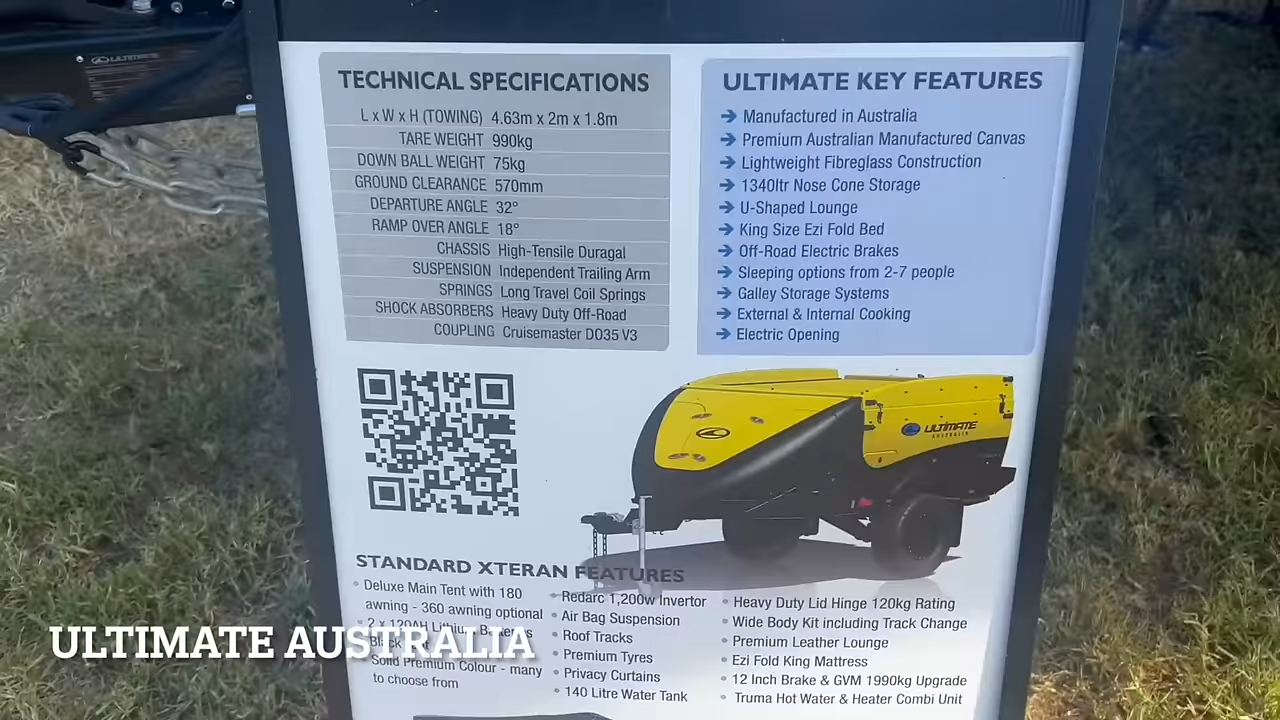 ULTIMATE
TECHNICAL SPECIFICATIONS
L x W x H (TOWING) 4.63m x 2m x 1.8m
TARE WEIGHT 990kg
DOWN BALL WEIGHT 75kg
GROUND CLEARANCE 570mm
DEPARTURE ANGLE 32°
RAMP OVER ANGLE 18°
CHASSIS High-Tensile Duragal
SUSPENSION Independent Trailing Arm
SPRINGS Long Travel Coil Springs
SHOCK ABSORBERS Heavy Duty Off-Road
COUPLING Cruisemaster DO35 V3
ULTIMATE KEY FEATURES
→ Manufactured in Australia
→ Premium Australian Manufactured Canvas
→ Lightweight Fibreglass Construction
→ 1340ltr Nose Cone Storage
→ U-Shaped Lounge
→ King Size Ezi Fold Bed
→ Off-Road Electric Brakes
→ Sleeping options from 2-7 people
→ Galley Storage Systems
→ External & Internal Cooking
→ Electric Opening
ULTIMATE
AUSTRALIA
STANDARD XTERAN FEATURES
• Deluxe Main Tent with 180
awning - 360 awning optional
• 2 x 120AH Lithium Batteries
Black
Solid Premium Colour - many
to choose from
• Redarc 1,200w Invertor
• Air Bag Suspension
• Roof Tracks
• Premium Tyres
• Privacy Curtains
• 140 Litre Water Tank
• Heavy Duty Lid Hinge 120kg Rating
• Wide Body Kit including Track Change
• Premium Leather Lounge
• Ezi Fold King Mattress
• 12 Inch Brake & GVM 1990kg Upgrade
• Truma Hot Water & Heater Combi Unit
ULTIMATE AUSTRALIA